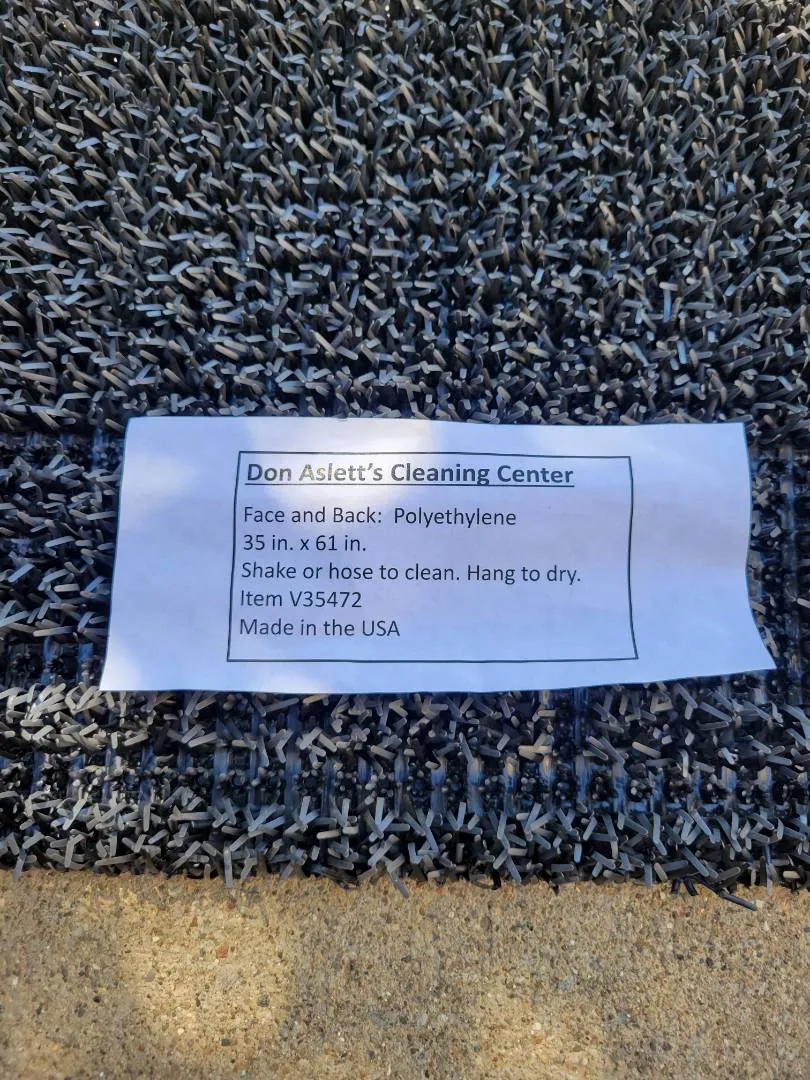 Don Aslett's Cleaning Center
Face and Back: Polyethylene
35 in. x 61 in.
Shake or hose to clean. Hang to dry.
Item V35472
Made in the USA